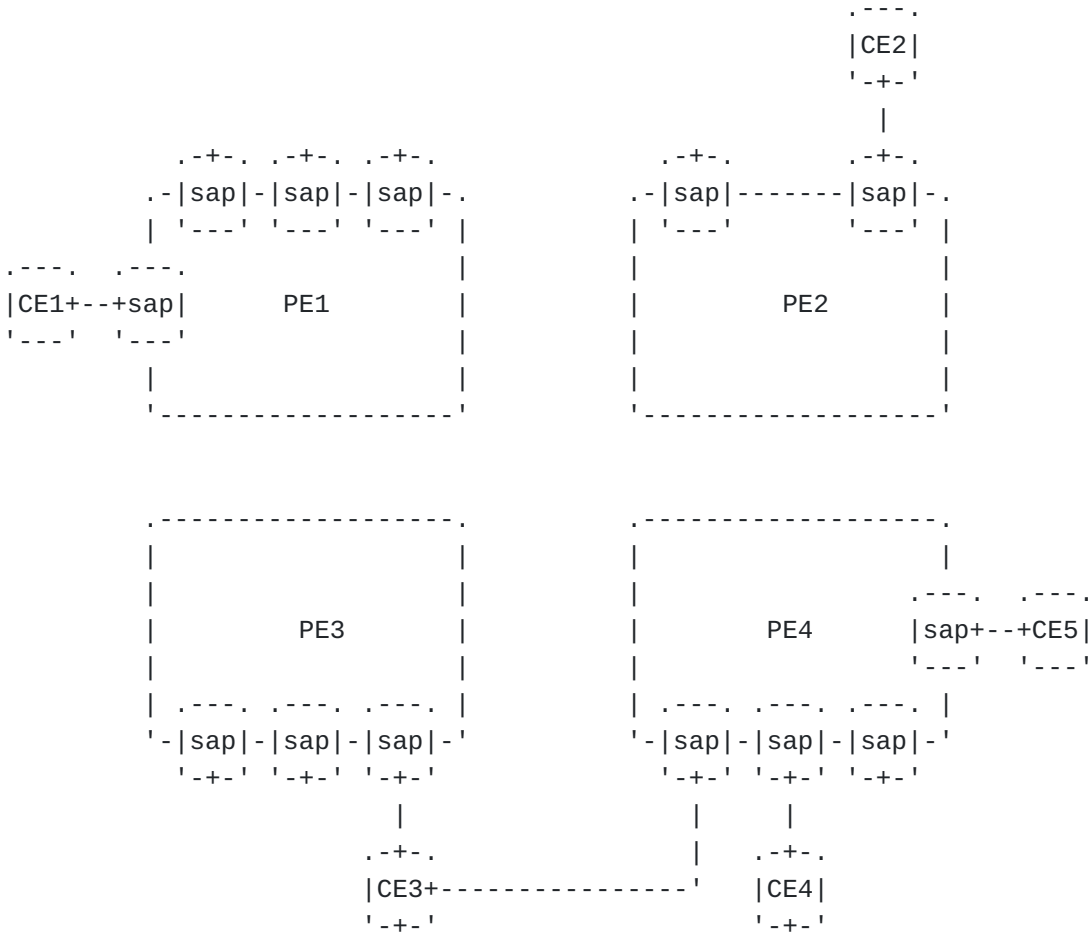 .---.
                                                      |CE2|
                                                      '-+-'
                                                        |
           .-+-. .-+-. .-+-.              .-+-.       .-+-.
         .-|sap|-|sap|-|sap|-.          .-|sap|-------|sap|-.
         | '---' '---' '---' |          | '---'       '---' |
.---.  .---.                 |          |                   |
|CE1+--+sap|      PE1        |          |         PE2       |
'---'  '---'                 |          |                   |
         |                   |          |                   |
         '-------------------'          '-------------------'

         .-------------------.          .-------------------.
         |                   |          |                   |
         |                   |          |                 .---.  .---.
         |         PE3       |          |        PE4      |sap+--+CE5|
         |                   |          |                 '---'  '---'
         | .---. .---. .---. |          | .---. .---. .---. |
         '-|sap|-|sap|-|sap|-'          '-|sap|-|sap|-|sap|-'
           '-+-' '-+-' '-+-'              '-+-' '-+-' '-+-'
                         |                  |     |
                       .-+-.                |   .-+-.
                       |CE3+----------------'   |CE4|
                       '-+-'                    '-+-'